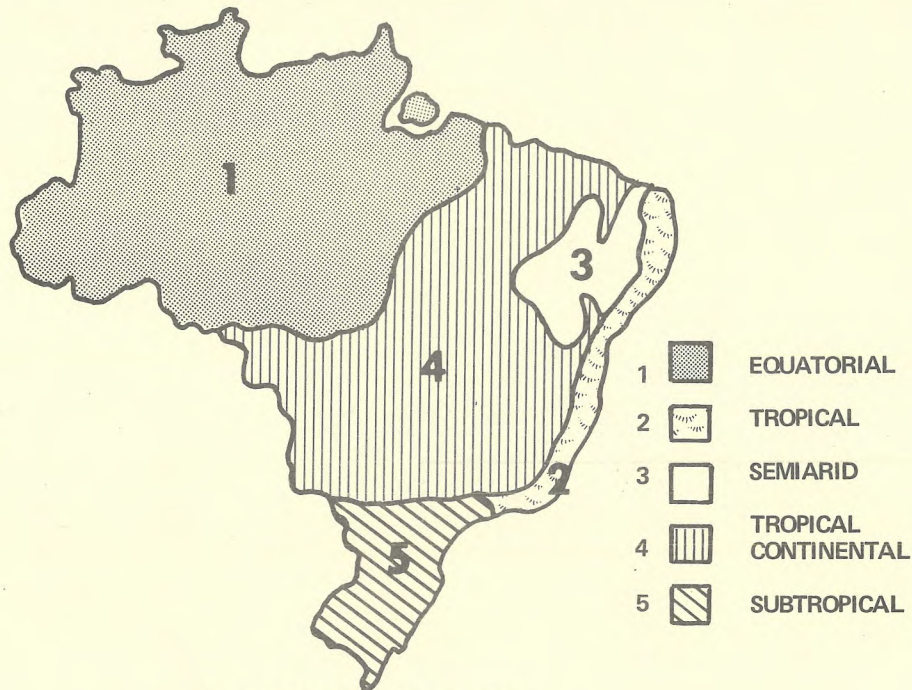 1
3
4
2
5
1 EQUATORIAL
2 TROPICAL
3 SEMIARID
4 TROPICAL
CONTINENTAL
5 SUBTROPICAL